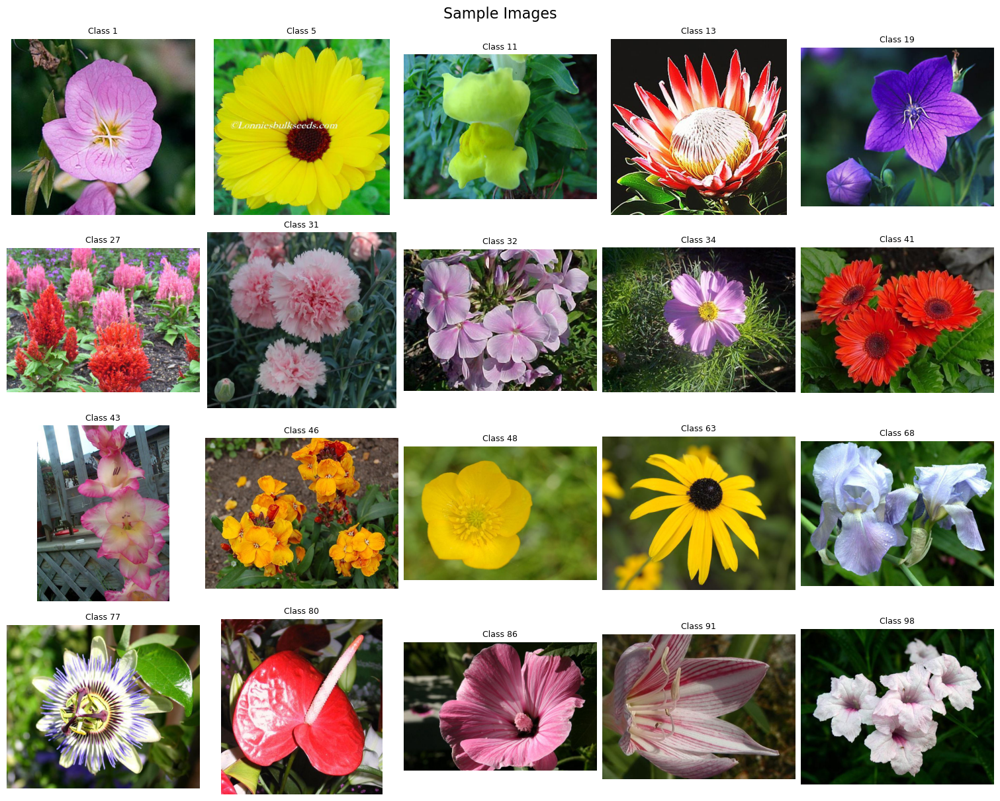 Sample Images
Class 1
Class 5
Class 11
Class 13
Class 19
©Lonniesbulkseeds.com
Class 27
Class 31
Class 32
Class 34
Class 41
Class 43
Class 46
Class 48
Class 63
Class 68
Class 77
Class 80
Class 86
Class 91
Class 98